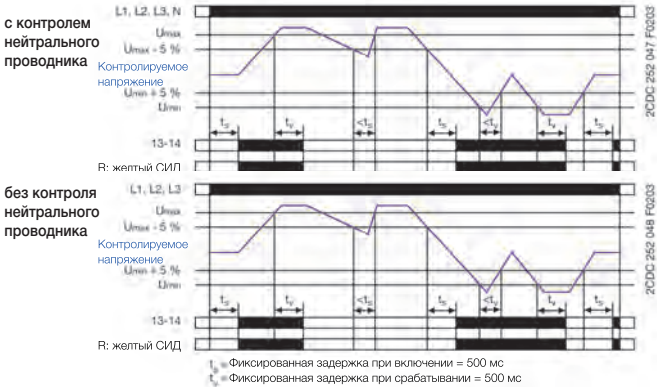 с контролем
нейтрального
проводника
L1, L2, L3, N
Umax
Umax - 5 %
Контролируемое
напряжение
Umin + 5 %
Umin
ts
tv
<ts
ts
<tv
tv
ts
13-14
R: желтый СИД
2CDC 252 047 F0203
без контроля
нейтрального
проводника
L1, L2, L3
Umax
Umax - 5 %
Контролируемое
напряжение
Umin + 5 %
Umin
ts
tv
<ts
ts
<tv
tv
ts
13-14
R: желтый СИД
2CDC 252 048 F0203
ts = Фиксированная задержка при включении = 500 мс
= Фиксированная задержка при срабатывании = 500 мс